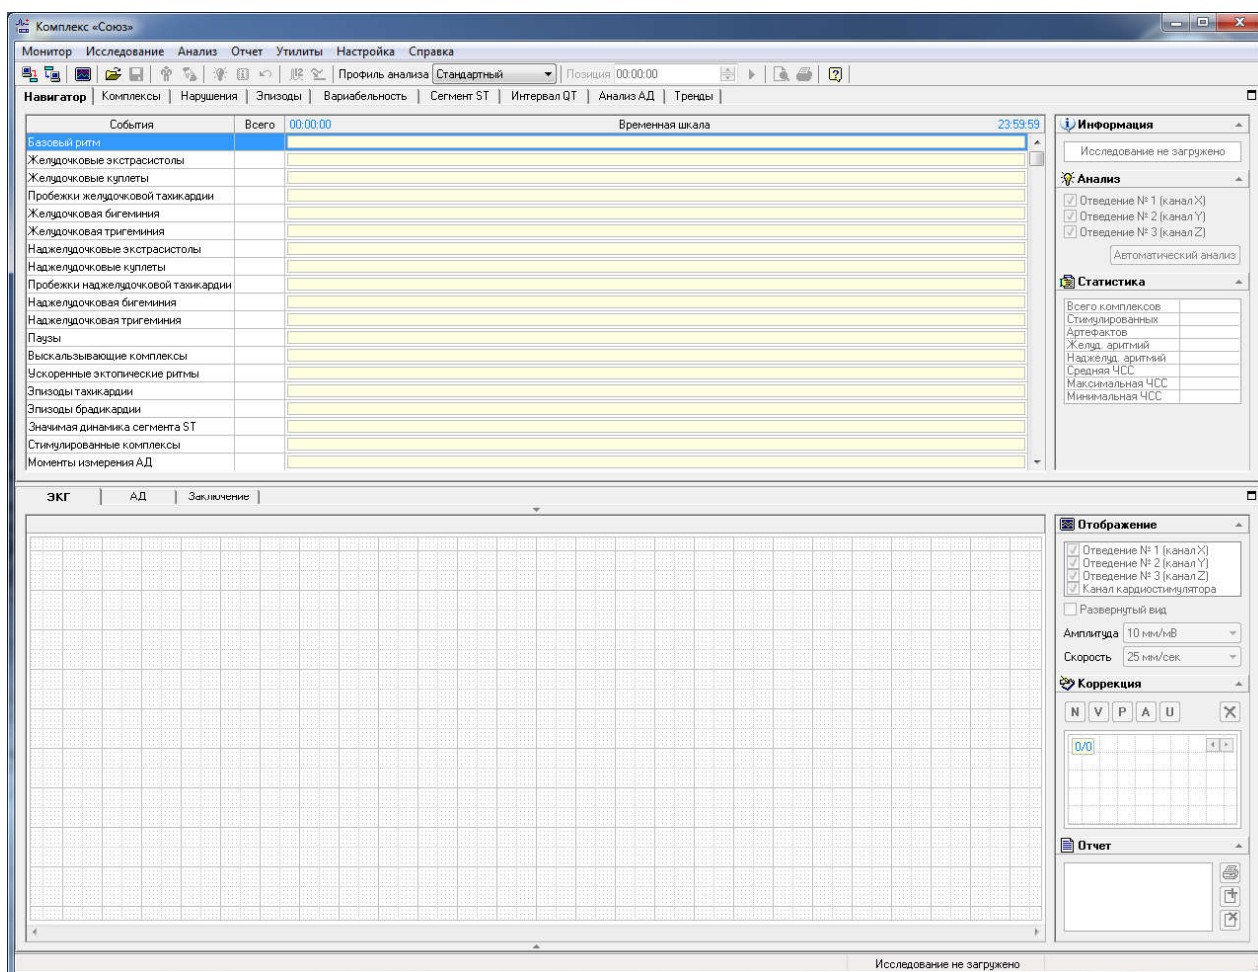 Комплекс «Союз»
Монитор Исследование Анализ Отчет Утилиты Настройка Справка
Профиль анализа Стандартный Позиция 00:00:00
Навигатор Комплексы Нарушения Эпизоды Вариабельность Сегмент ST Интервал QT Анализ АД Тренды
События Всего 00:00:00 Временная шкала 23:59:59
Базовый ритм
Желудочковые экстрасистолы
Желудочковые куплеты
Пробежки желудочковой тахикардии
Желудочковая бигеминия
Желудочковая тригеминия
Наджелудочковые экстрасистолы
Наджелудочковые куплеты
Пробежки наджелудочковой тахикардии
Наджелудочковая бигеминия
Наджелудочковая тригеминия
Паузы
Выскальзывающие комплексы
Ускоренные эктопические ритмы
Эпизоды тахикардии
Эпизоды брадикардии
Значимая динамика сегмента ST
Стимулированные комплексы
Моменты измерения АД
Информация
Исследование не загружено
Анализ
Отведение № 1 (канал X)
Отведение № 2 (канал Y)
Отведение № 3 (канал Z)
Автоматический анализ
Статистика
Всего комплексов
Стимулированных
Артефактов
Желуд. аритмий
Наджелуд. аритмий
Средняя ЧСС
Максимальная ЧСС
Минимальная ЧСС
ЭКГ АД Заключение
Отображение
Отведение № 1 (канал X)
Отведение № 2 (канал Y)
Отведение № 3 (канал Z)
Канал кардиостимулятора
Развернутый вид
Амплитуда 10 мм/мВ
Скорость 25 мм/сек
Коррекция
N V P A U
0/0
Отчет
Исследование не загружено